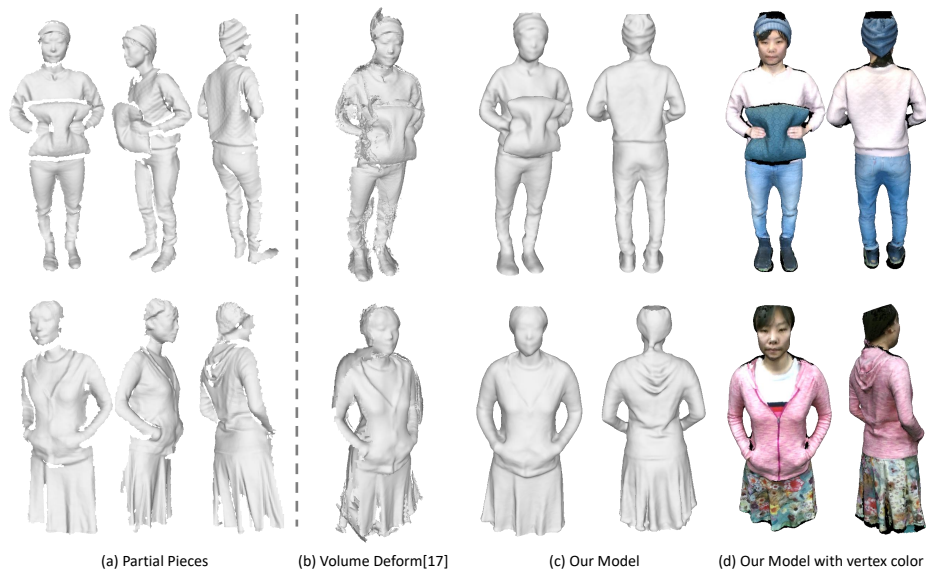 (a) Partial Pieces
(b) Volume Deform[17]
(c) Our Model
(d) Our Model with vertex color